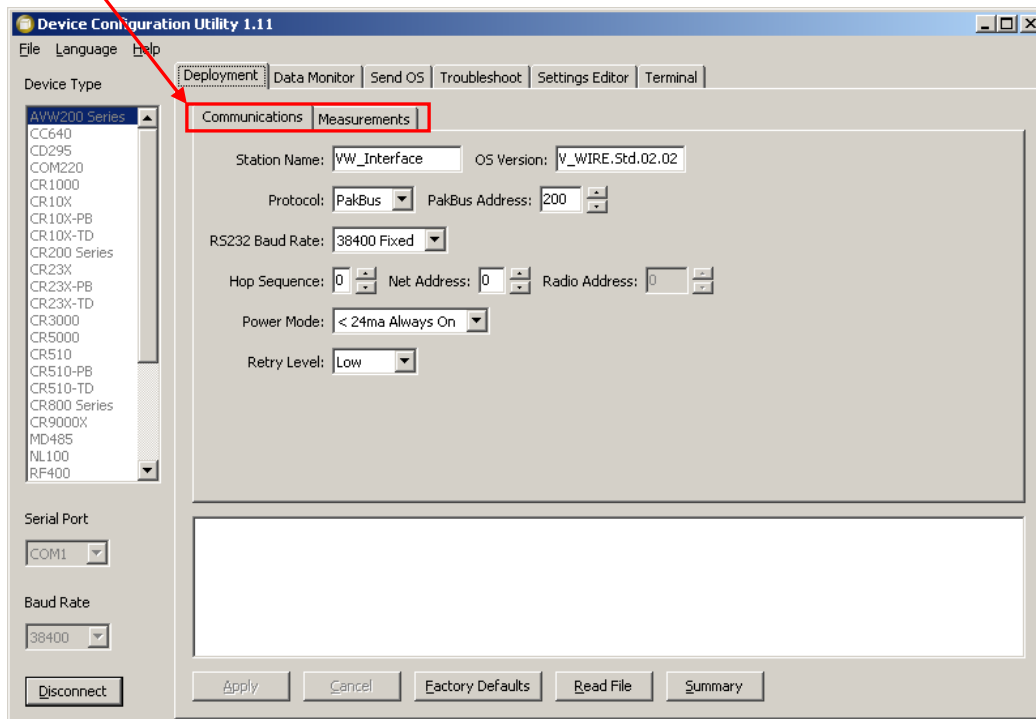 Device Configuration Utility 1.11
File Language Help
Device Type
AVW200 Series
CC640
CD295
COM220
CR1000
CR10X
CR10X-PB
CR10X-TD
CR200 Series
CR23X
CR23X-PB
CR23X-TD
CR3000
CR5000
CR510
CR510-PB
CR510-TD
CR800 Series
CR9000X
MD485
NL100
RF400
Serial Port
COM1
Baud Rate
38400
Disconnect
Deployment Data Monitor Send OS Troubleshoot Settings Editor Terminal
Communications Measurements
Station Name: VW_Interface OS Version: V_WIRE.Std.02.02
Protocol: PakBus PakBus Address: 200
RS232 Baud Rate: 38400 Fixed
Hop Sequence: 0 Net Address: 0 Radio Address: 0
Power Mode: < 24ma Always On
Retry Level: Low
Apply Cancel Factory Defaults Read File Summary